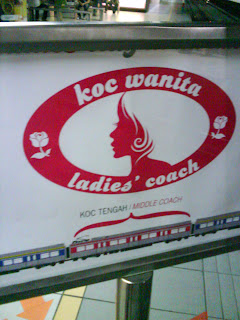 koc wanita
ladies' coach
KOC TENGAH / MIDDLE COACH